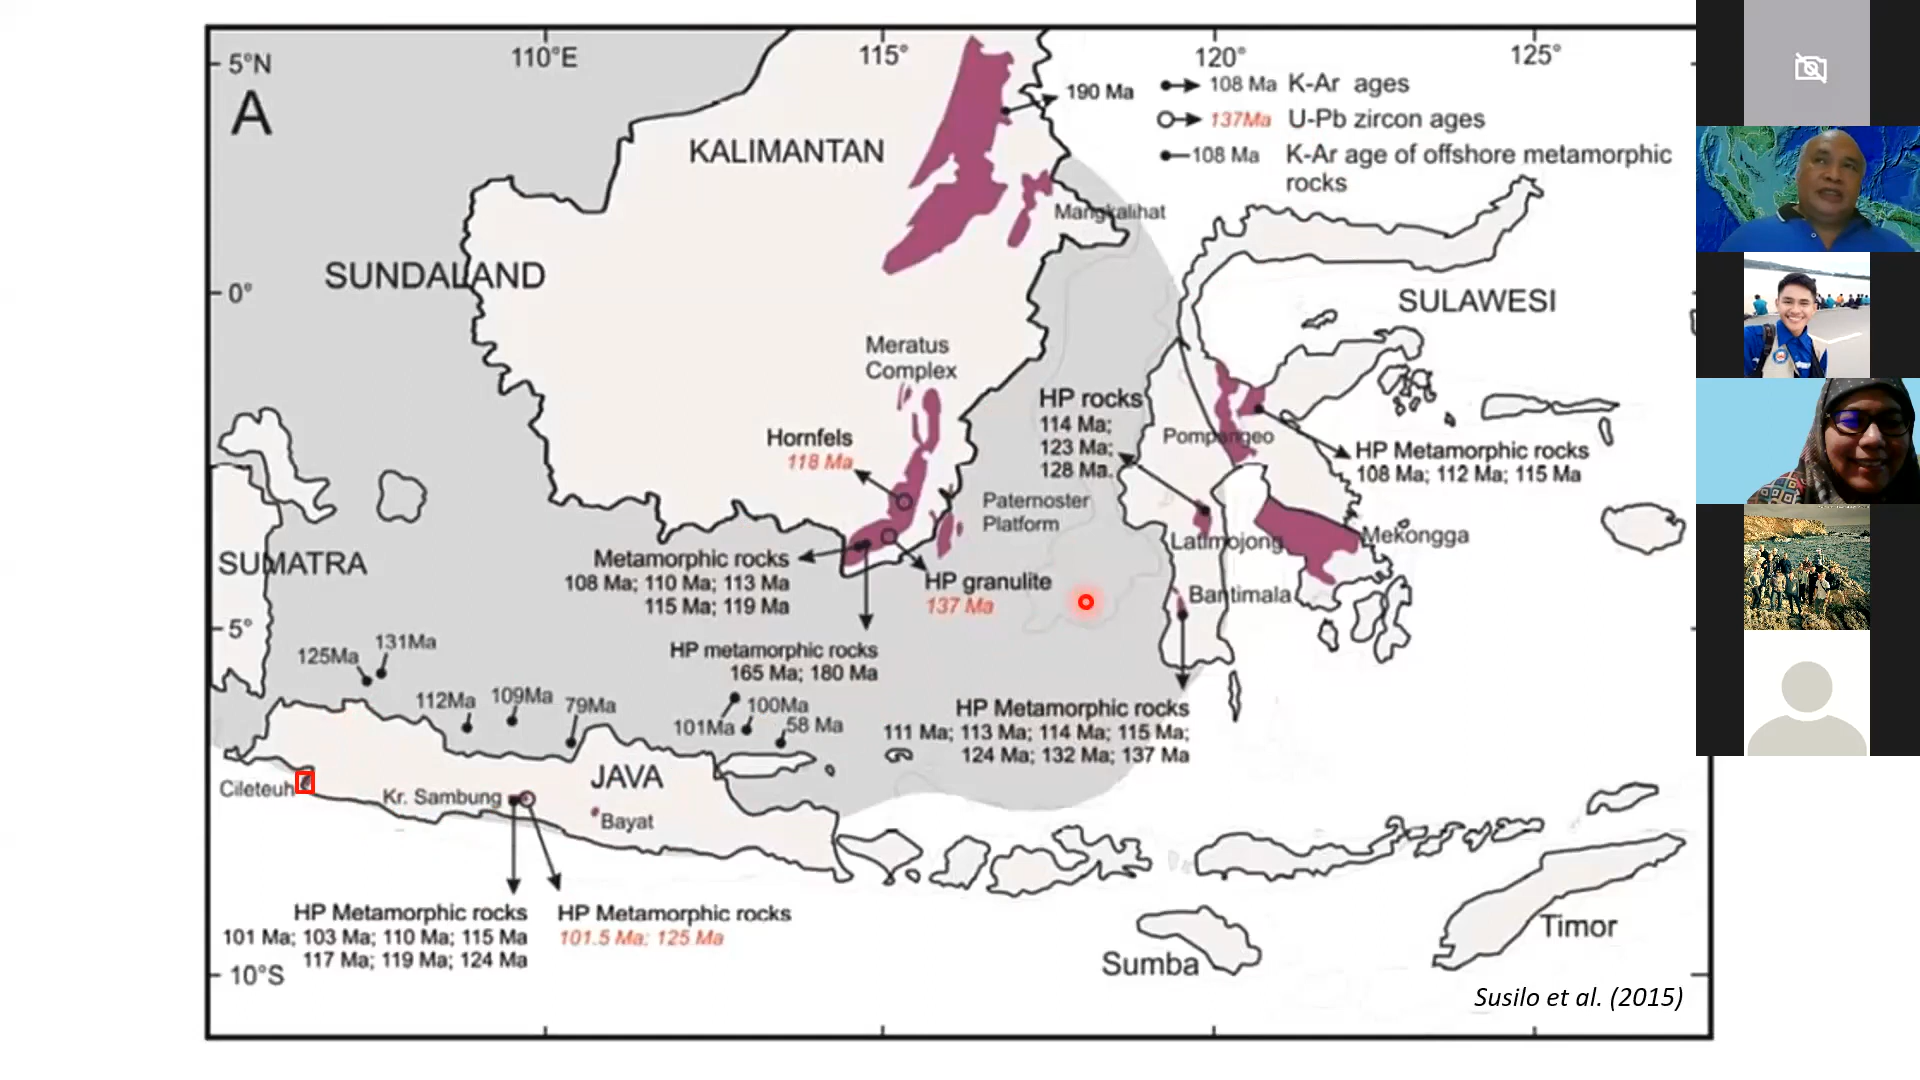 110°E
115°
120°
125°
5°N
A
190 Ma
108 Ma K-Ar ages
137Ma U-Pb zircon ages
108 Ma K-Ar age of offshore metamorphic
rocks
KALIMANTAN
Mangkalihat
SUNDALAND
0°
SULAWESI
Meratus
Complex
HP rocks
114 Ma;
123 Ma;
128 Ma.
Pompangeo
Hornfels
118 Ma
HP Metamorphic rocks
108 Ma; 112 Ma; 115 Ma
Paternoster
Platform
Latimojong
Mekongga
SUMATRA
Metamorphic rocks
108 Ma; 110 Ma; 113 Ma
115 Ma; 119 Ma
HP granulite
137 Ma
Bantimala
5°
125Ma
131Ma
HP metamorphic rocks
165 Ma; 180 Ma
112Ma
109Ma
79Ma
101Ma
100Ma
58 Ma
HP Metamorphic rocks
111 Ma; 113 Ma; 114 Ma; 115 Ma;
124 Ma; 132 Ma; 137 Ma
Cileteuh
Kr. Sambung
JAVA
Bayat
HP Metamorphic rocks
101 Ma; 103 Ma; 110 Ma; 115 Ma
117 Ma; 119 Ma; 124 Ma
HP Metamorphic rocks
101.5 Ma; 125 Ma
10°S
Sumba
Timor
Susilo et al. (2015)